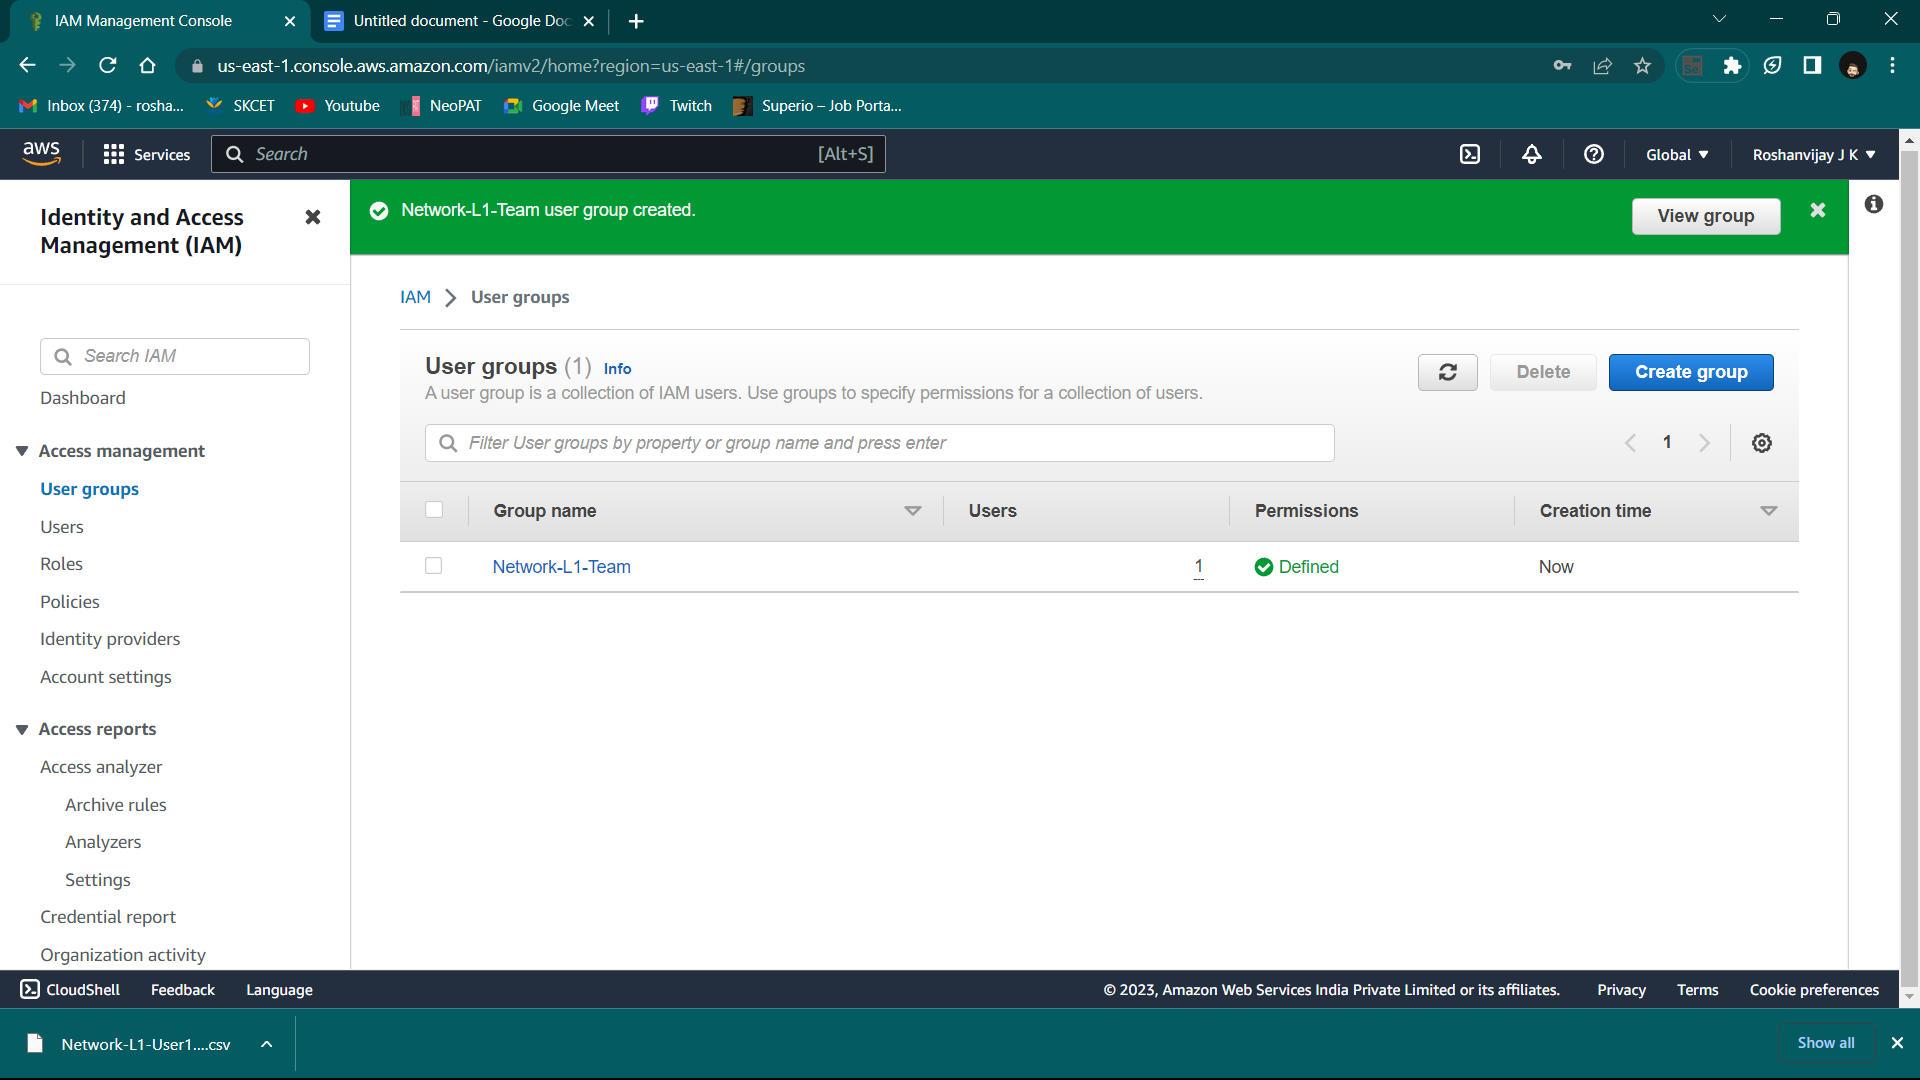 IAM Management Console
Untitled document - Google Doc
us-east-1.console.aws.amazon.com/iamv2/home?region=us-east-1#/groups
Inbox (374) - rosha...
SKCET
Youtube
NeoPAT
Google Meet
Twitch
Superio – Job Porta...
aws
Services
Search
[Alt+S]
Global
Roshanvijay J K
Identity and Access
Management (IAM)
Network-L1-Team user group created.
View group
IAM
User groups
Search IAM
Dashboard
Access management
User groups
Users
Roles
Policies
Identity providers
Account settings
Access reports
Access analyzer
Archive rules
Analyzers
Settings
Credential report
Organization activity
User groups (1) Info
A user group is a collection of IAM users. Use groups to specify permissions for a collection of users.
Delete
Create group
Filter User groups by property or group name and press enter
1
Group name
Users
Permissions
Creation time
Network-L1-Team
1
Defined
Now
CloudShell
Feedback
Language
© 2023, Amazon Web Services India Private Limited or its affiliates.
Privacy
Terms
Cookie preferences
Network-L1-User1....csv
Show all